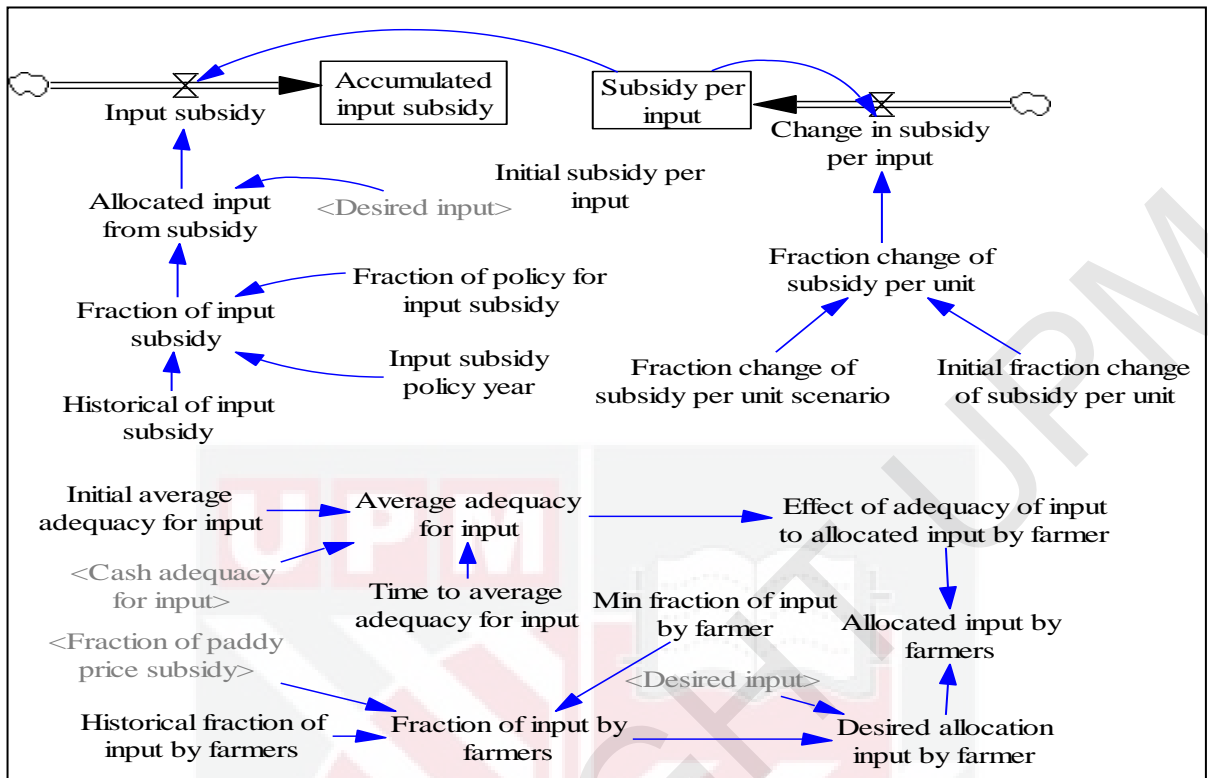 Accumulated
input subsidy
Subsidy per
input
Input subsidy
Change in subsidy
per input
Initial subsidy per
input
Allocated input
from subsidy
<Desired input>
Fraction change of
subsidy per unit
Fraction of policy for
input subsidy
Fraction of input
subsidy
Input subsidy
policy year
Fraction change of
subsidy per unit scenario
Initial fraction change
of subsidy per unit
Historical of input
subsidy
Initial average
adequacy for input
Average adequacy
for input
Effect of adequacy of input
to allocated input by farmer
<Cash adequacy
for input>
Time to average
adequacy for input
Min fraction of input
by farmer
Allocated input by
farmers
<Fraction of paddy
price subsidy>
<Desired input>
Historical fraction of
input by farmers
Fraction of input by
farmers
Desired allocation
input by farmer
UPM
GHT UPM